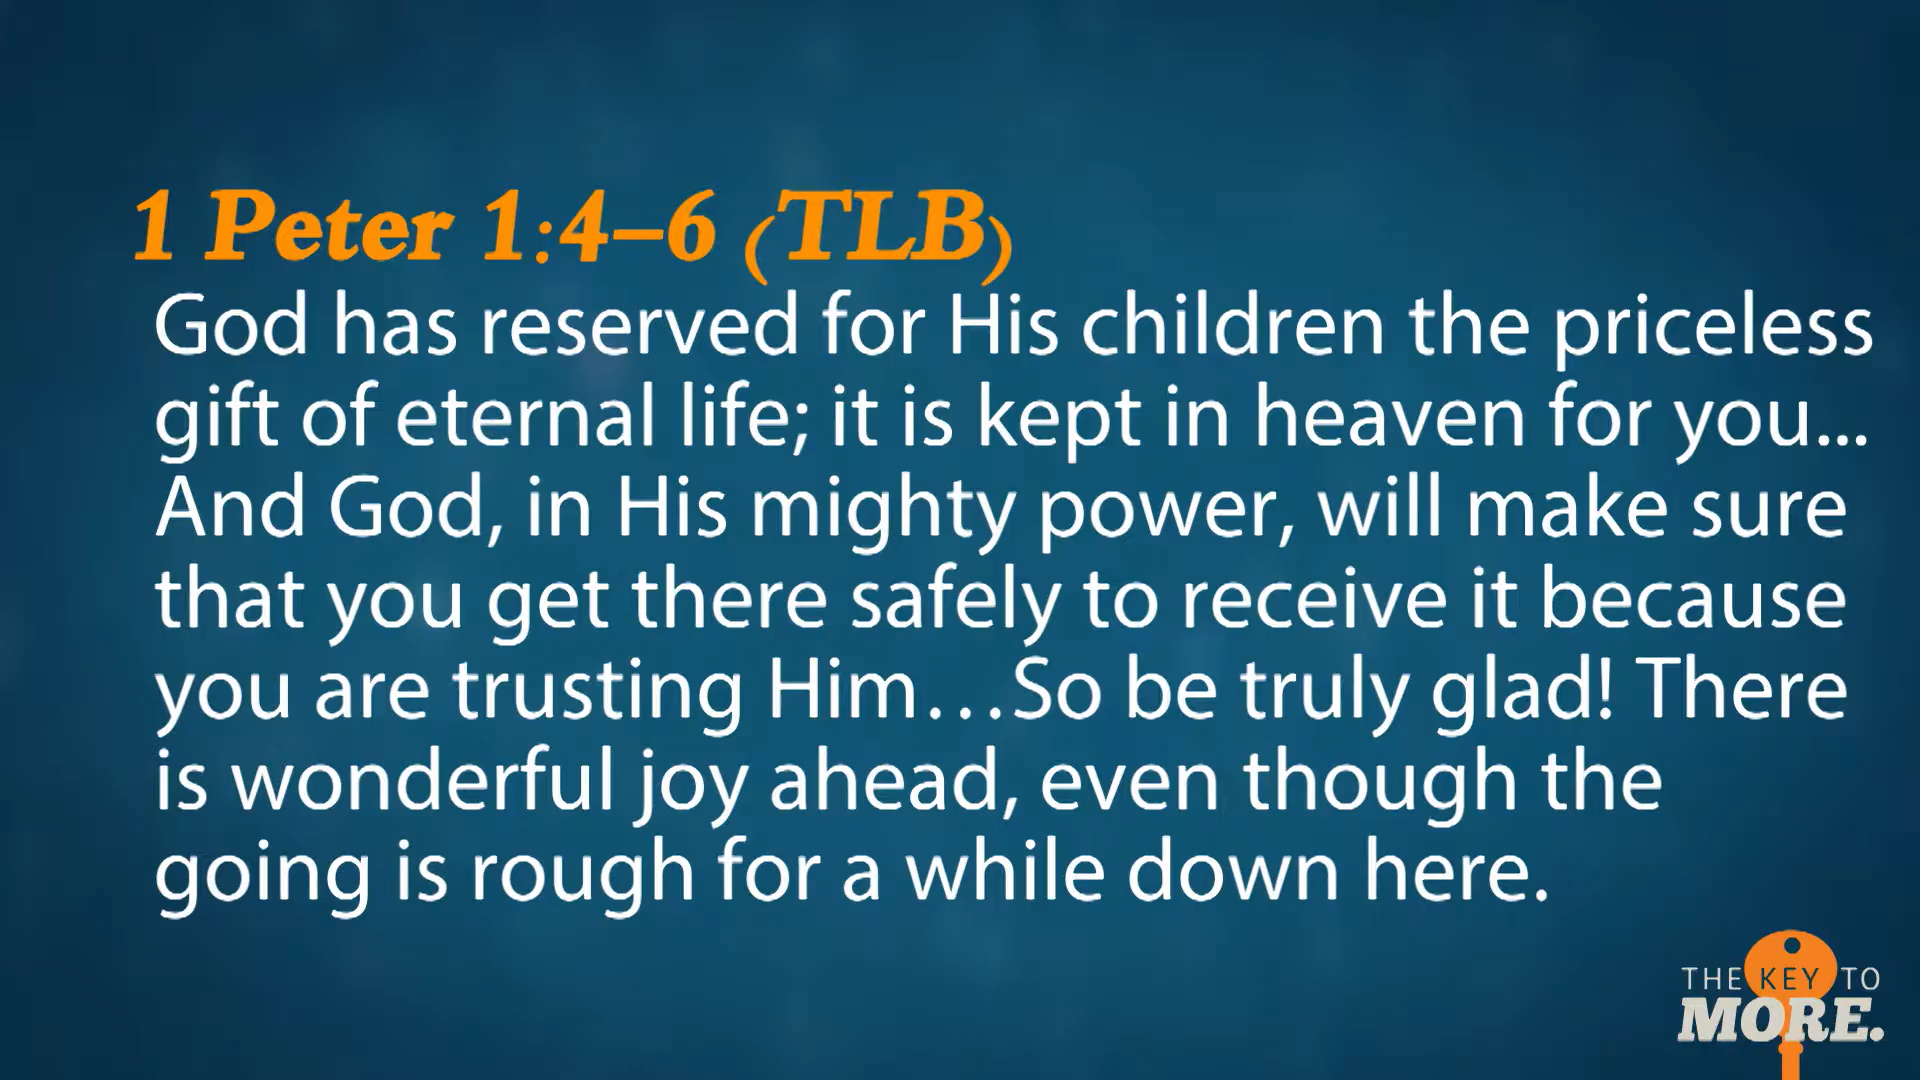 1 Peter 1:4–6 (TLB)
God has reserved for His children the priceless
gift of eternal life; it is kept in heaven for you...
And God, in His mighty power, will make sure
that you get there safely to receive it because
you are trusting Him…So be truly glad! There
is wonderful joy ahead, even though the
going is rough for a while down here.
THE KEY TO
MORE.